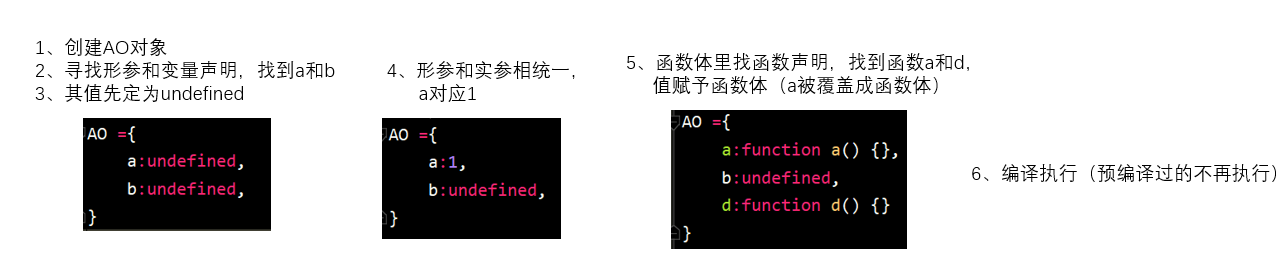 1、创建AO对象
2、寻找形参和变量声明，找到a和b
3、其值先定为undefined
AO ={
a:undefined,
b:undefined,
}
4、形参和实参相统一，
a对应1
AO ={
a:1,
b:undefined,
}
5、函数体里找函数声明，找到函数a和d，
值赋予函数体（a被覆盖成函数体）
AO ={
a:function a() {},
b:undefined,
d:function d() {}
}
6、编译执行（预编译过的不再执行）